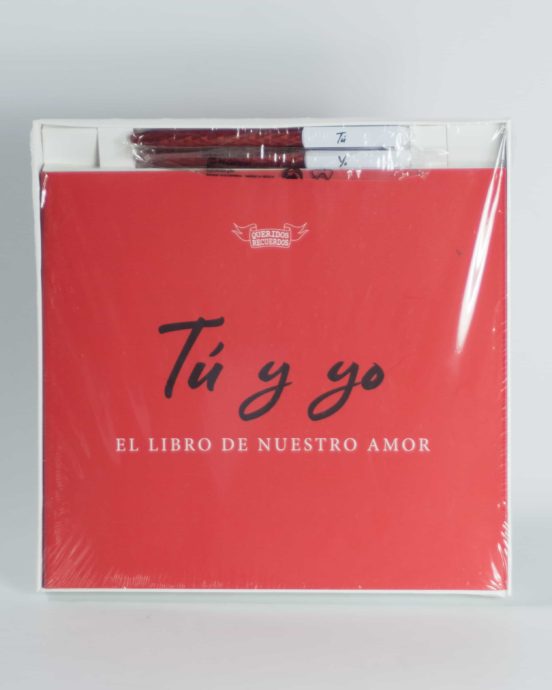 Tú
Yo
QUERIDOS
RECUERDOS
Tú y yo
EL LIBRO DE NUESTRO AMOR